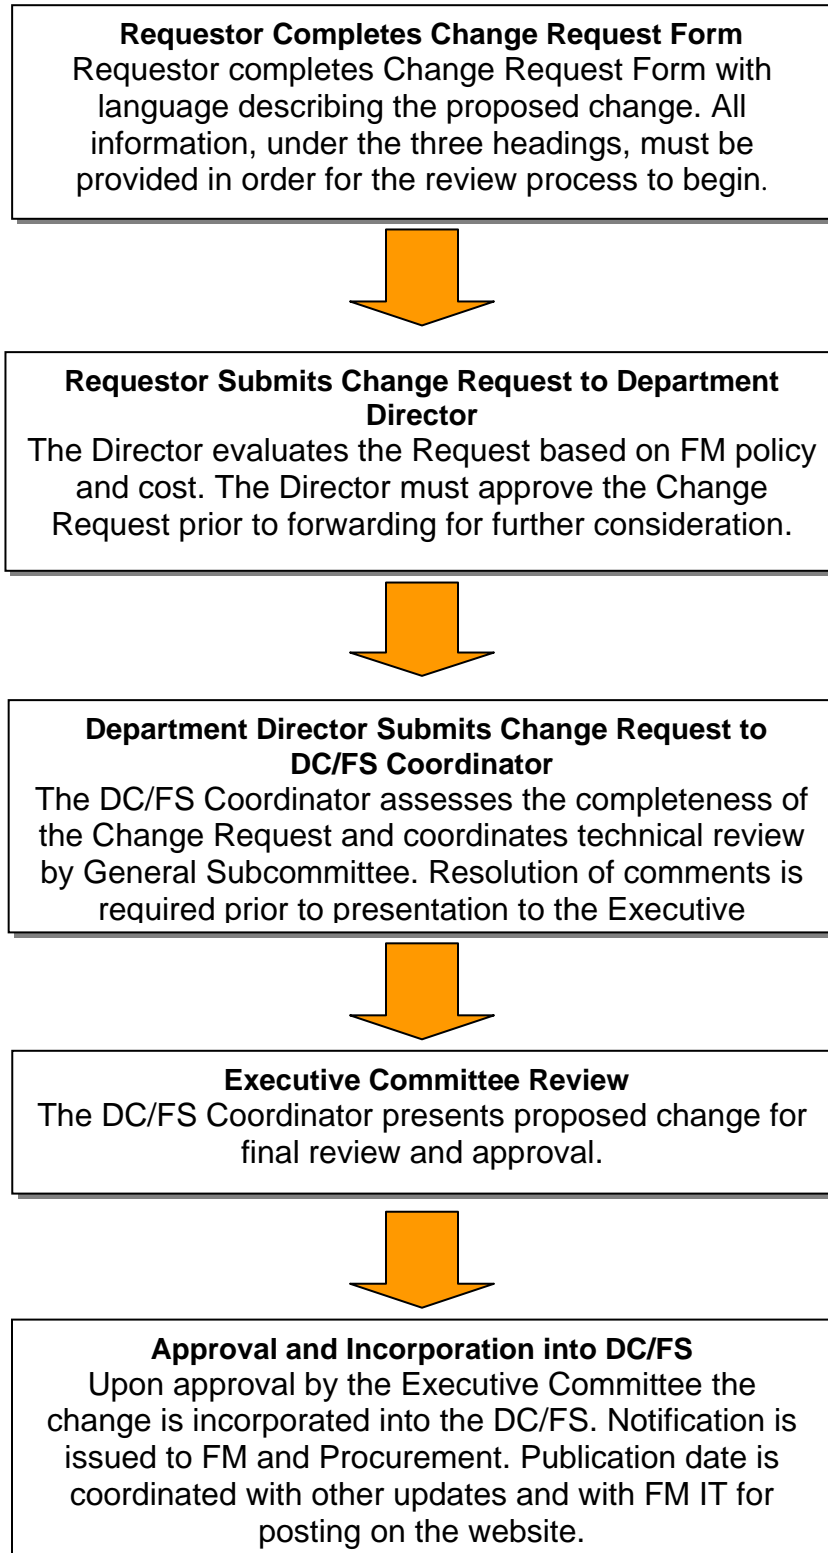 Requestor Completes Change Request Form
Requestor completes Change Request Form with
language describing the proposed change. All
information, under the three headings, must be
provided in order for the review process to begin.
Requestor Submits Change Request to Department
Director
The Director evaluates the Request based on FM policy
and cost. The Director must approve the Change
Request prior to forwarding for further consideration.
Department Director Submits Change Request to
DC/FS Coordinator
The DC/FS Coordinator assesses the completeness of
the Change Request and coordinates technical review
by General Subcommittee. Resolution of comments is
required prior to presentation to the Executive
Executive Committee Review
The DC/FS Coordinator presents proposed change for
final review and approval.
Approval and Incorporation into DC/FS
Upon approval by the Executive Committee the
change is incorporated into the DC/FS. Notification is
issued to FM and Procurement. Publication date is
coordinated with other updates and with FM IT for
posting on the website.